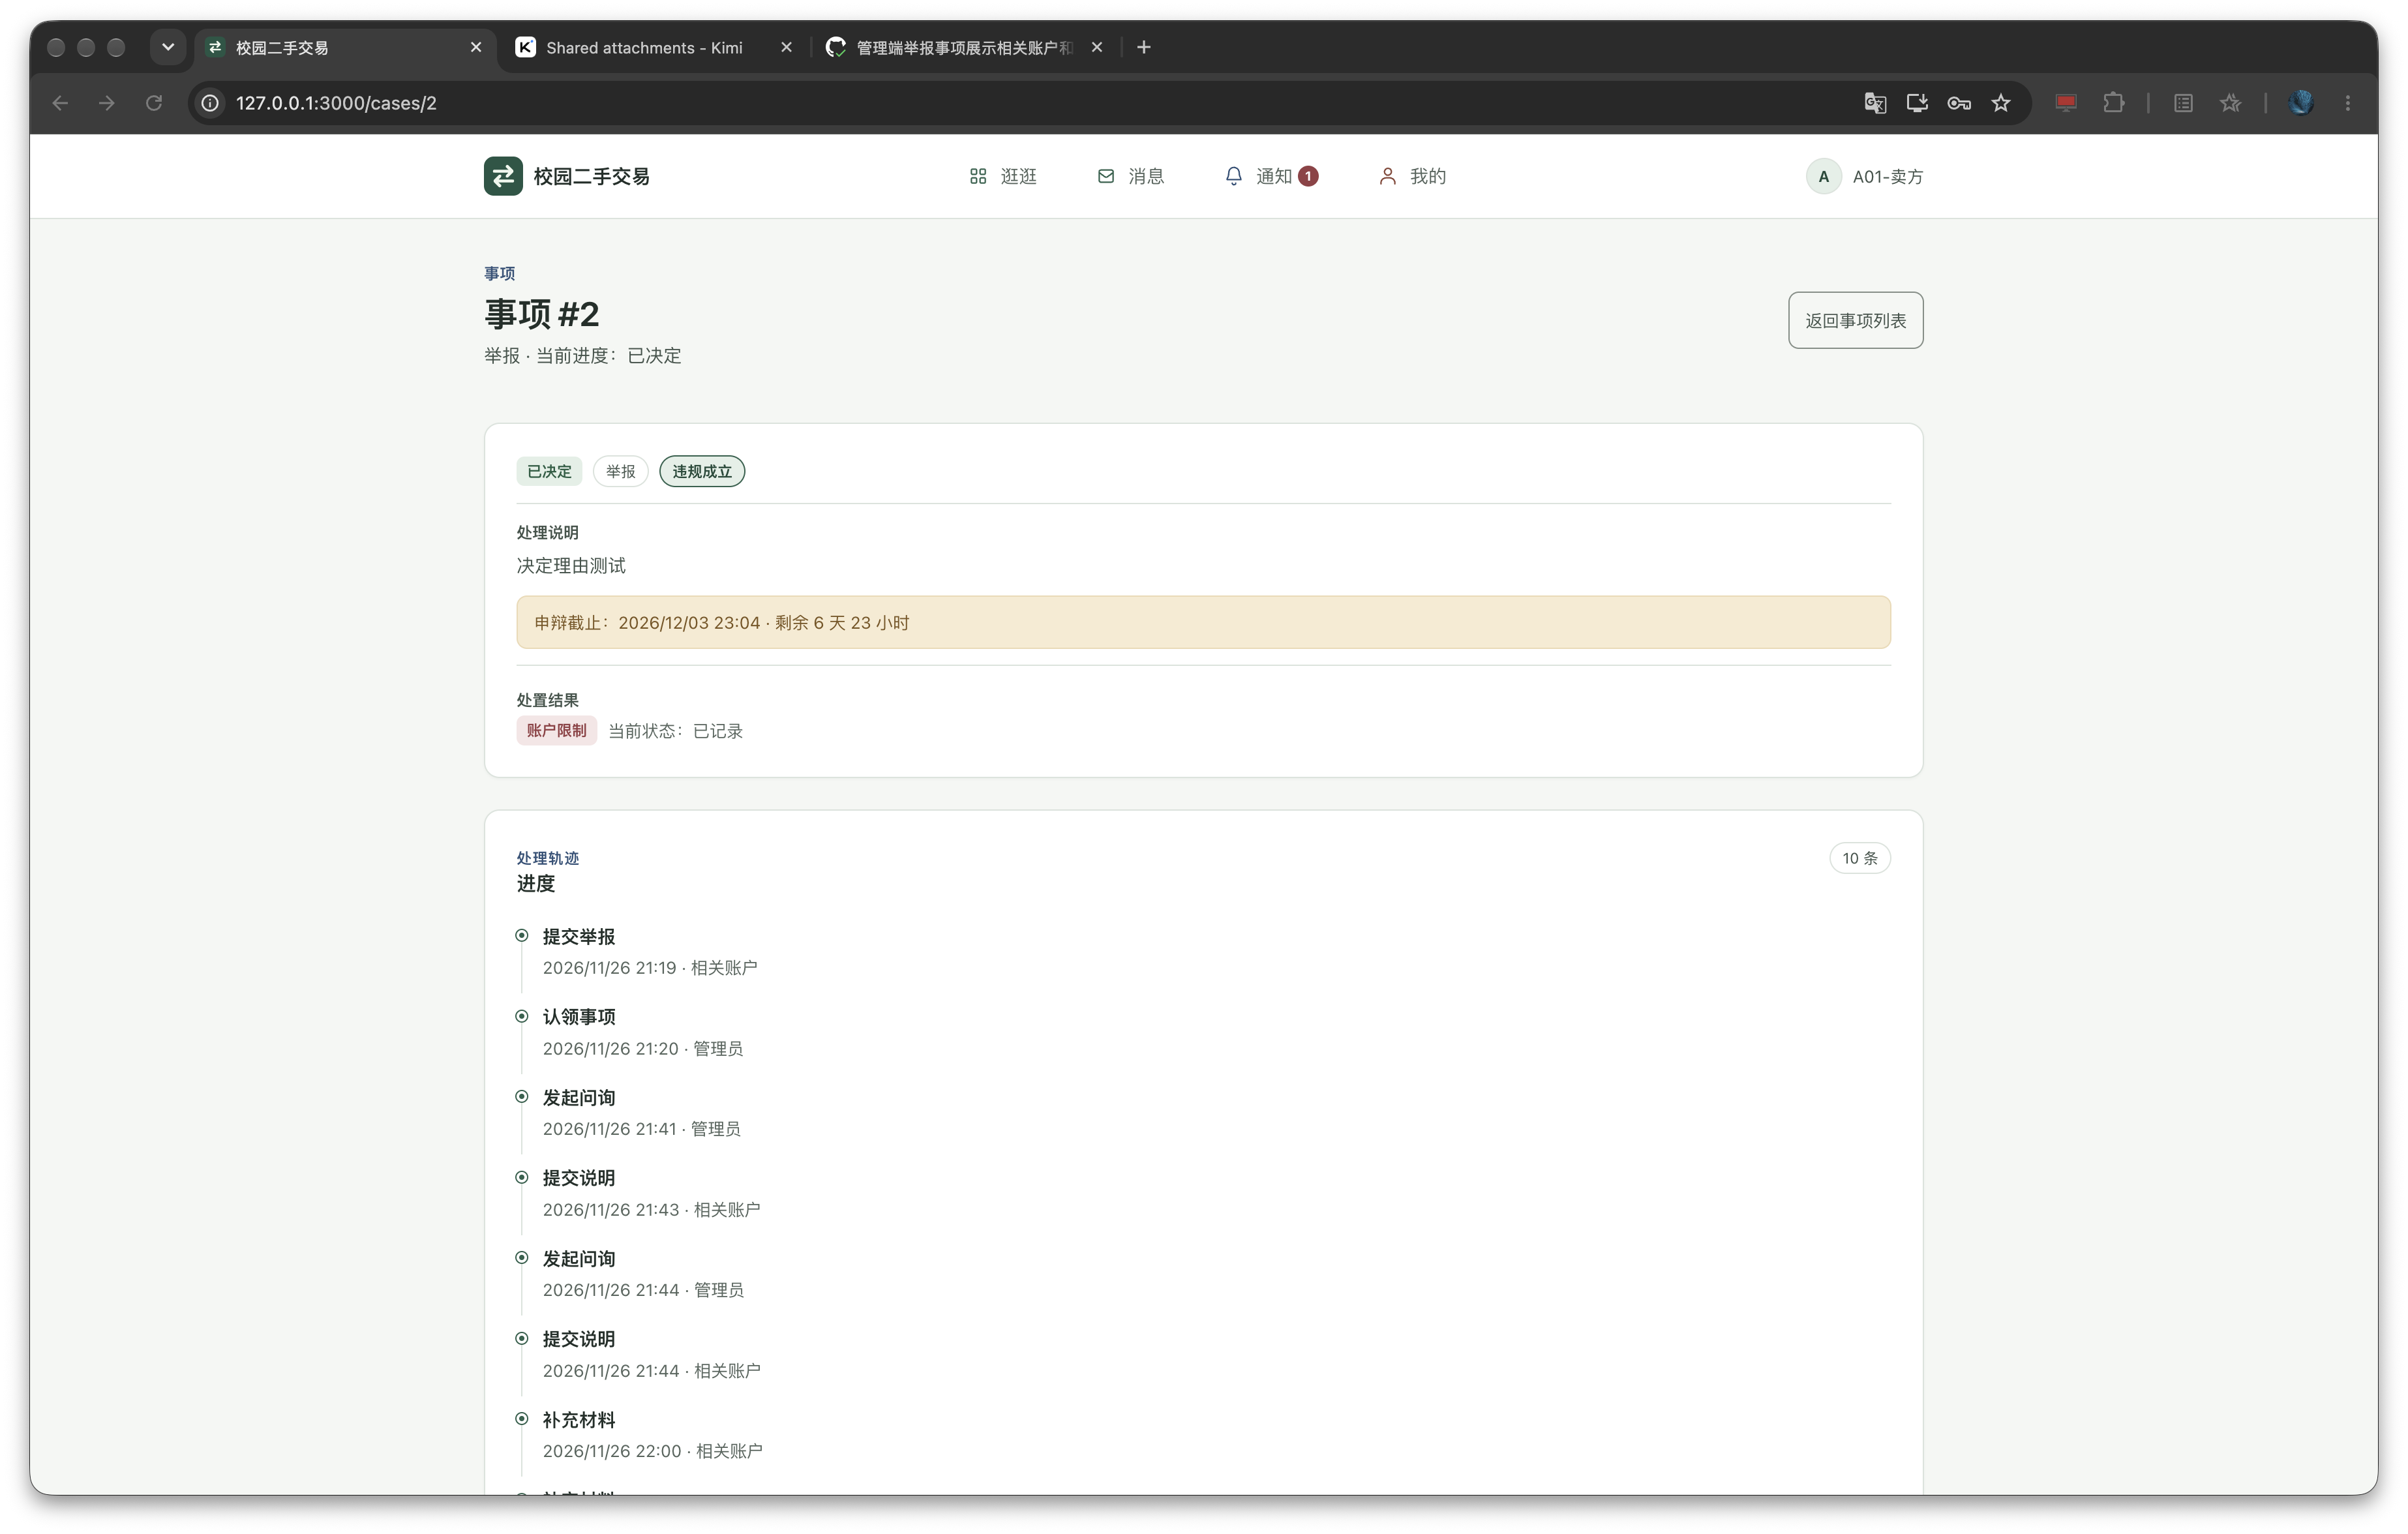 校园二手交易
Shared attachments - Kimi
管理端举报事项展示相关账户和
127.0.0.1:3000/cases/2
校园二手交易
逛逛
消息
通知 1
我的
A A01-卖方
事项
事项 #2
举报 · 当前进度：已决定
返回事项列表
已决定 举报 违规成立
处理说明
决定理由测试
申辩截止：2026/12/03 23:04 · 剩余 6 天 23 小时
处置结果
账户限制 当前状态：已记录
处理轨迹
进度
10 条
提交举报
2026/11/26 21:19 · 相关账户
认领事项
2026/11/26 21:20 · 管理员
发起问询
2026/11/26 21:41 · 管理员
提交说明
2026/11/26 21:43 · 相关账户
发起问询
2026/11/26 21:44 · 管理员
提交说明
2026/11/26 21:44 · 相关账户
补充材料
2026/11/26 22:00 · 相关账户